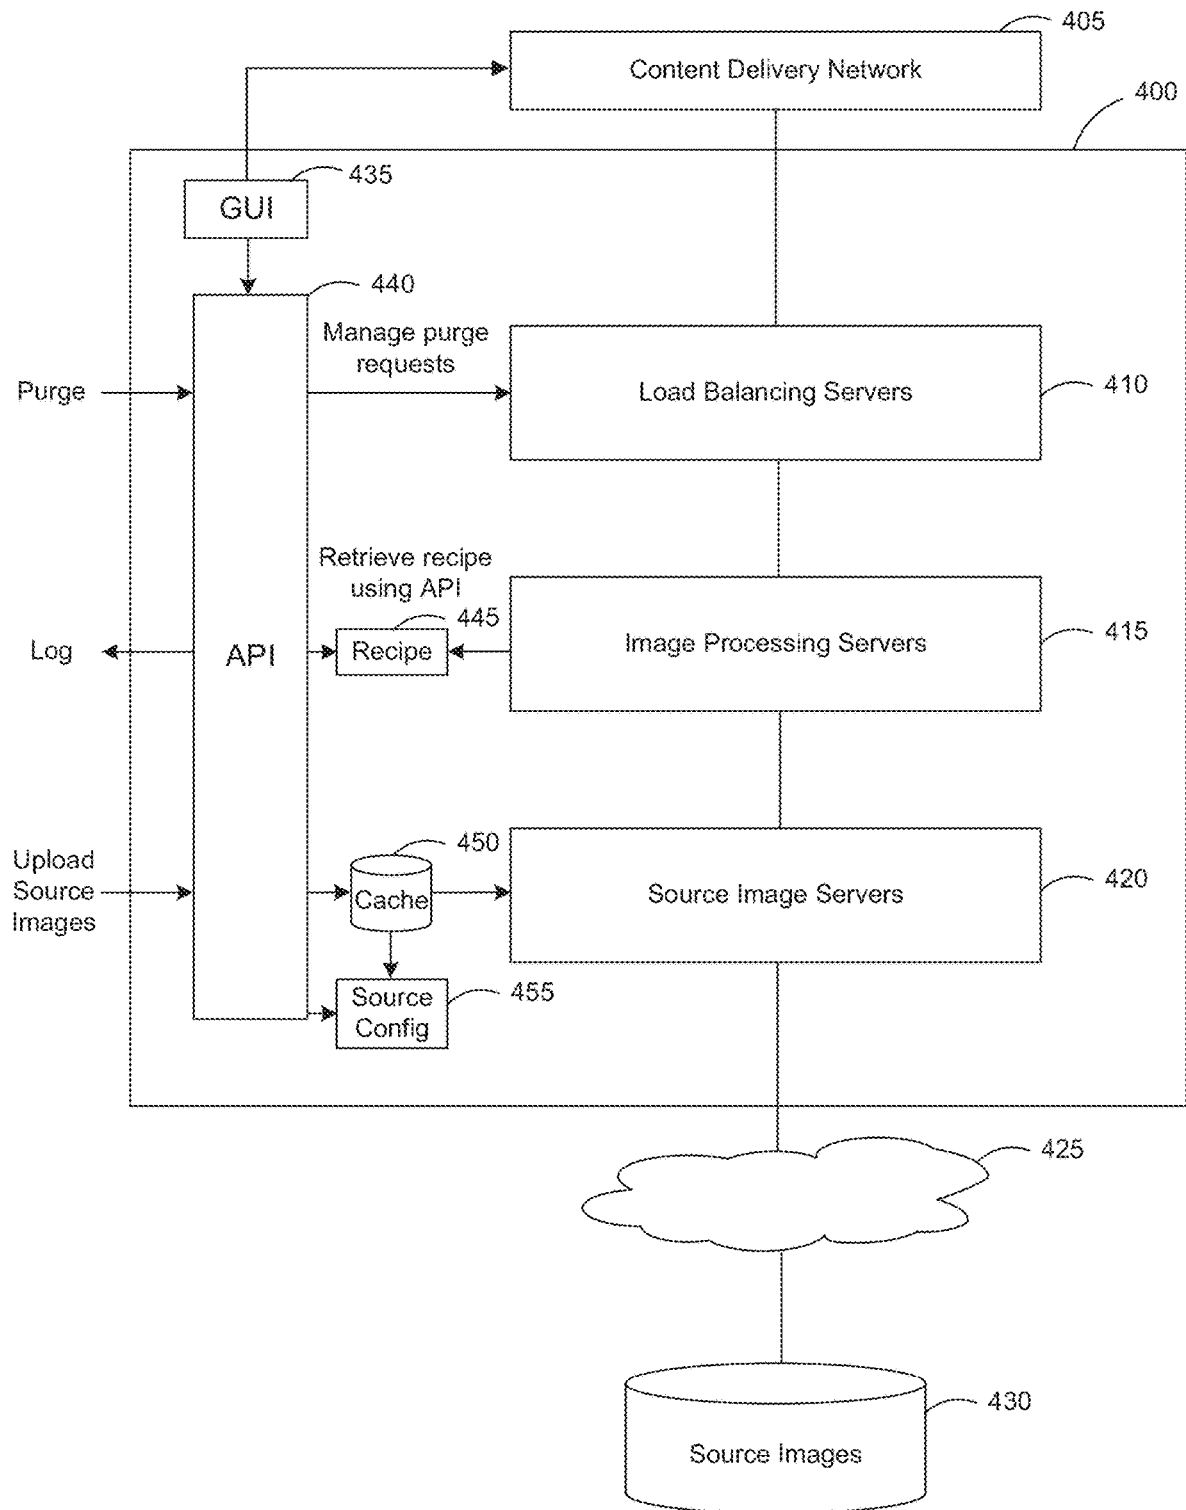 405
Content Delivery Network
400
435
GUI
440
Manage purge
requests
Purge
Load Balancing Servers
410
Retrieve recipe
using API
445
Log
API
Recipe
Image Processing Servers
415
450
Upload
Source
Images
Cache
Source Image Servers
420
Source
Config
455
425
430
Source Images